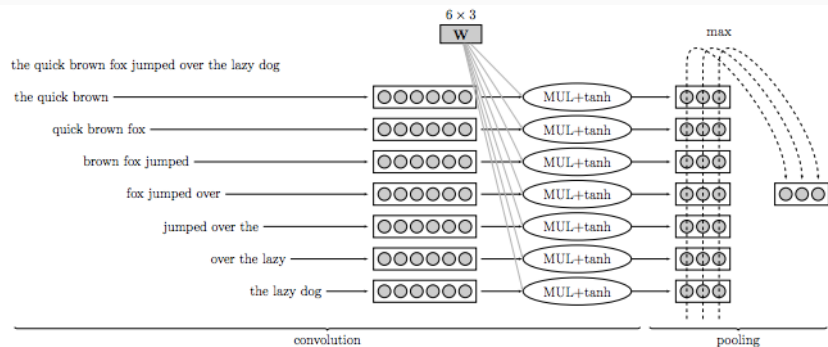 6 × 3
W
max
the quick brown fox jumped over the lazy dog
the quick brown MUL+tanh
quick brown fox MUL+tanh
brown fox jumped MUL+tanh
fox jumped over MUL+tanh
jumped over the MUL+tanh
over the lazy MUL+tanh
the lazy dog MUL+tanh
convolution pooling